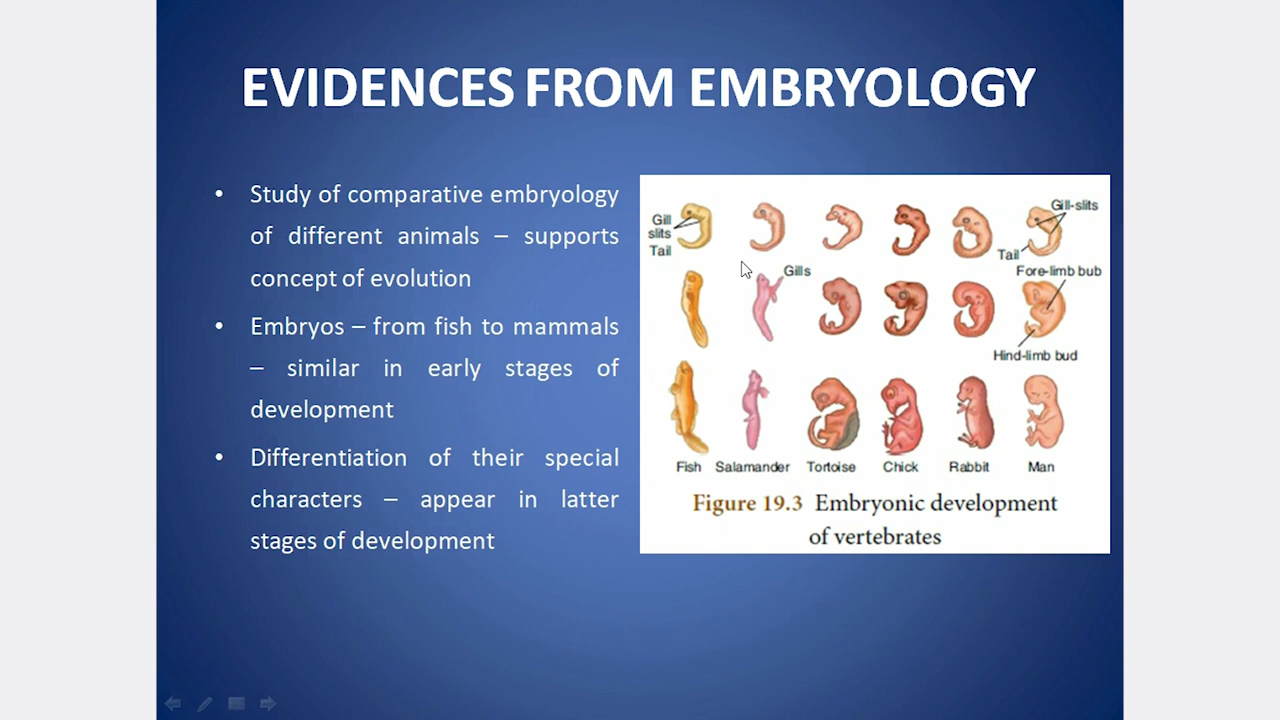 EVIDENCES FROM EMBRYOLOGY
• Study of comparative embryology
of different animals – supports
concept of evolution
• Embryos – from fish to mammals
– similar in early stages of
development
• Differentiation of their special
characters – appear in latter
stages of development
Gill
slits
Tail
Gills
Gill-slits
Tail
Fore-limb bub
Hind-limb bud
Fish Salamander Tortoise Chick Rabbit Man
Figure 19.3 Embryonic development
of vertebrates